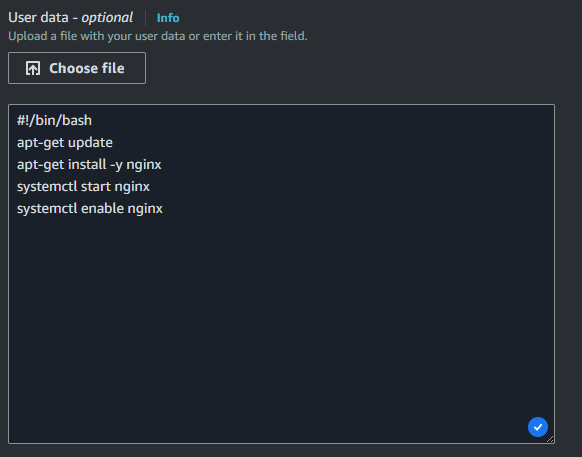 User data - optional Info
Upload a file with your user data or enter it in the field.
Choose file
#!/bin/bash
apt-get update
apt-get install -y nginx
systemctl start nginx
systemctl enable nginx